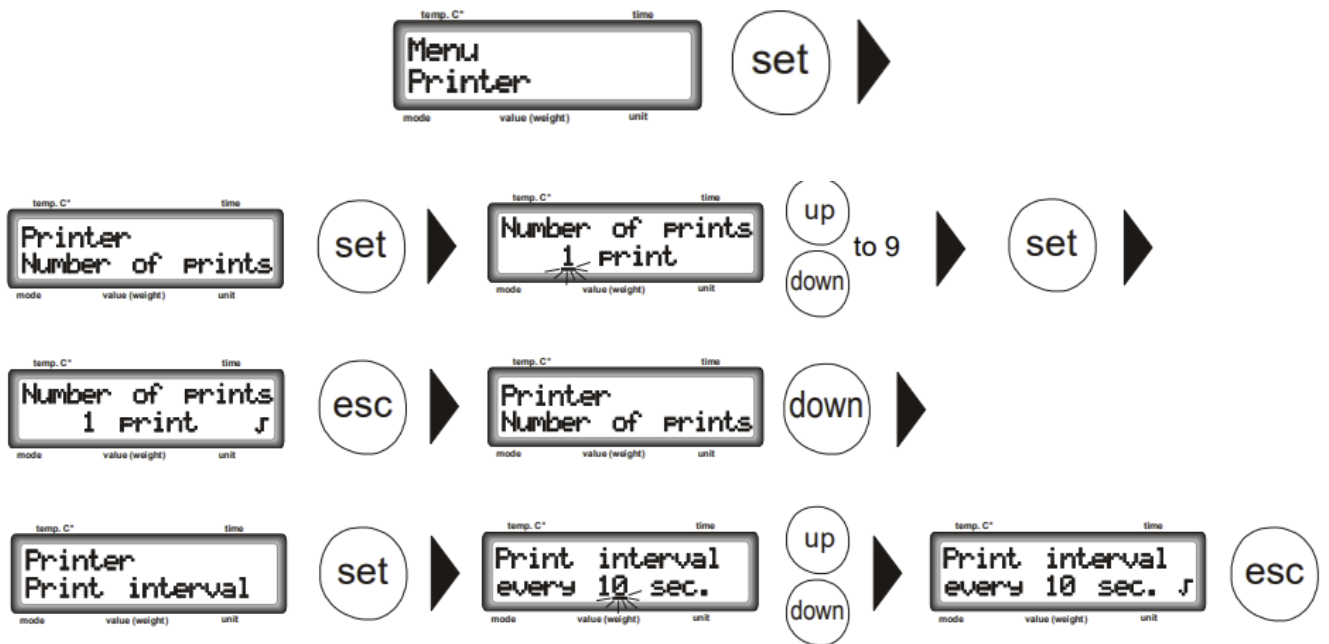 temp. C° time
Menu
Printer
mode value (weight) unit
set
temp. C° time
Printer
Number of prints
mode value (weight) unit
set
temp. C° time
Number of prints
1 print
mode value (weight) unit
up
down
to 9
set
temp. C° time
Number of prints
1 print
mode value (weight) unit
esc
temp. C° time
Printer
Number of prints
mode value (weight) unit
down
temp. C° time
Printer
Print interval
mode value (weight) unit
set
temp. C° time
Print interval
every 10 sec.
mode value (weight) unit
up
down
temp. C° time
Print interval
every 10 sec.
mode value (weight) unit
esc